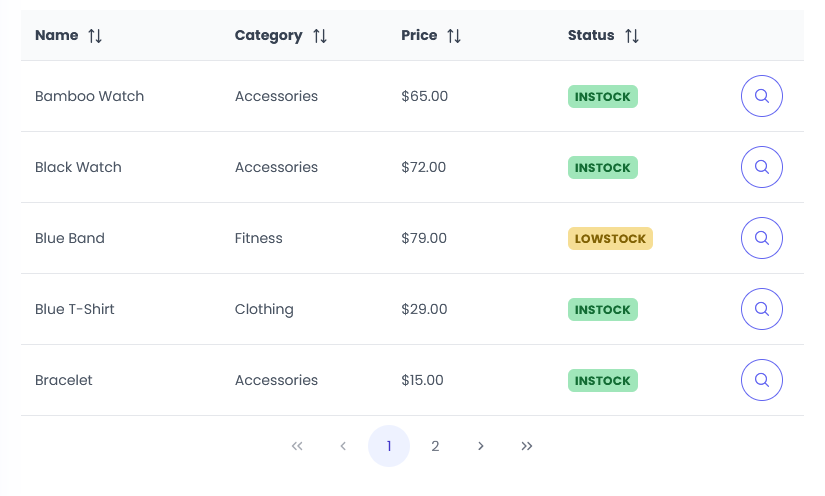 Name Category Price Status
Bamboo Watch Accessories $65.00 INSTOCK
Black Watch Accessories $72.00 INSTOCK
Blue Band Fitness $79.00 LOWSTOCK
Blue T-Shirt Clothing $29.00 INSTOCK
Bracelet Accessories $15.00 INSTOCK
1 2